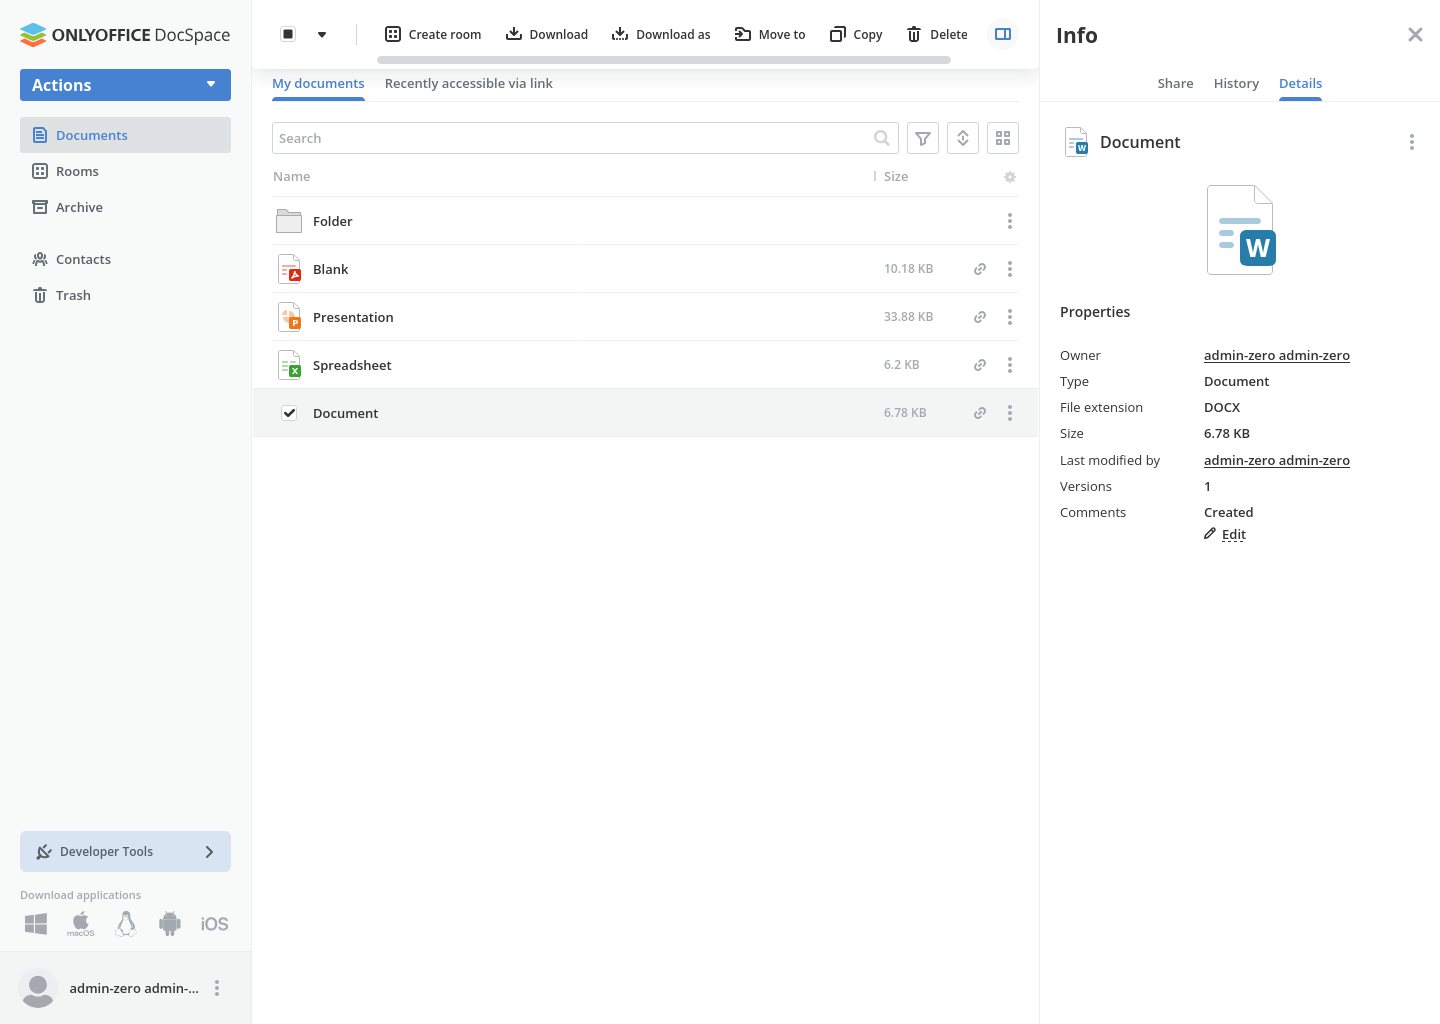 ONLYOFFICE DocSpace
Actions
Documents
Rooms
Archive
Contacts
Trash
Developer Tools
Download applications
macOS
iOS
admin-zero admin-...
Create room
Download
Download as
Move to
Copy
Delete
My documents
Recently accessible via link
Search
Name
Size
Folder
Blank
10.18 KB
P
Presentation
33.88 KB
X
Spreadsheet
6.2 KB
Document
6.78 KB
Info
Share
History
Details
W
Document
W
Properties
Owner
admin-zero admin-zero
Type
Document
File extension
DOCX
Size
6.78 KB
Last modified by
admin-zero admin-zero
Versions
1
Comments
Created
Edit